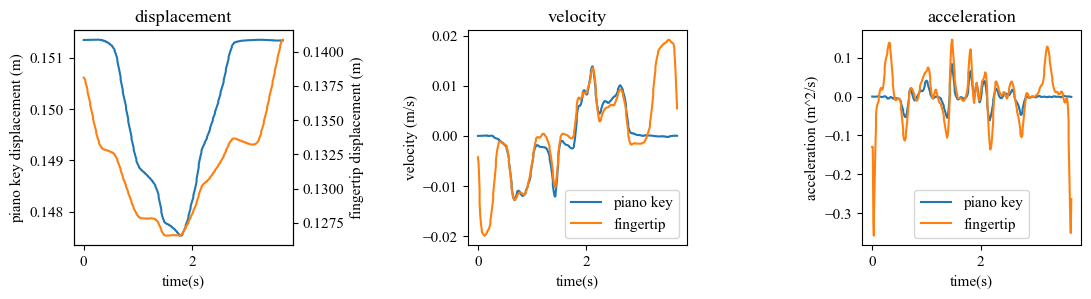 displacement
piano key displacement (m)
0.151
0.150
0.149
0.148
0
2
time(s)
0.1400
0.1375
0.1350
0.1325
0.1300
0.1275
fingertip displacement (m)
velocity
velocity (m/s)
0.02
0.01
0.00
−0.01
−0.02
piano key
fingertip
0
2
time(s)
acceleration
acceleration (m^2/s)
0.1
0.0
−0.1
−0.2
−0.3
piano key
fingertip
0
2
time(s)